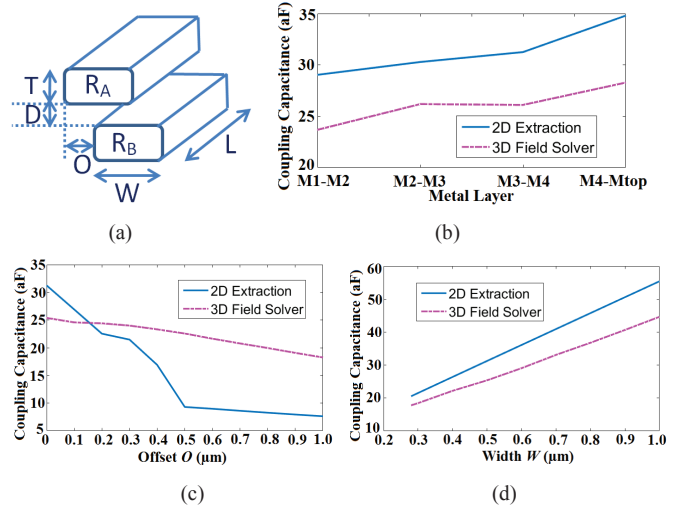 T
R_A
D
R_B
O
W
L
(a)
Coupling Capacitance (aF)
35
30
25
20
2D Extraction
3D Field Solver
M1-M2 M2-M3 M3-M4 M4-Mtop
Metal Layer
(b)
Coupling Capacitance (aF)
35
30
25
20
15
10
5
2D Extraction
3D Field Solver
0 0.1 0.2 0.3 0.4 0.5 0.6 0.7 0.8 0.9 1.0
Offset O (μm)
(c)
Coupling Capacitance (aF)
60
50
40
30
20
10
2D Extraction
3D Field Solver
0.2 0.3 0.4 0.5 0.6 0.7 0.8 0.9 1.0
Width W (μm)
(d)